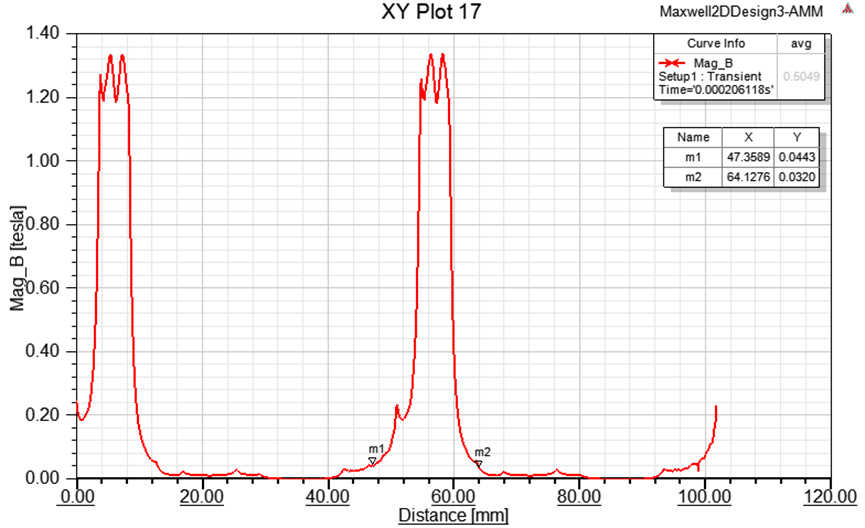 XY Plot 17
Maxwell2DDesign3-AMM
Curve Info avg
Mag_B
Setup1 : Transient 0.5049
Time='0.000206118s'
Name X Y
m1 47.3589 0.0443
m2 64.1276 0.0320
1.40
1.20
1.00
0.80
0.60
0.40
0.20
0.00
Mag_B [tesla]
m1
m2
0.00 20.00 40.00 60.00 80.00 100.00 120.00
Distance [mm]